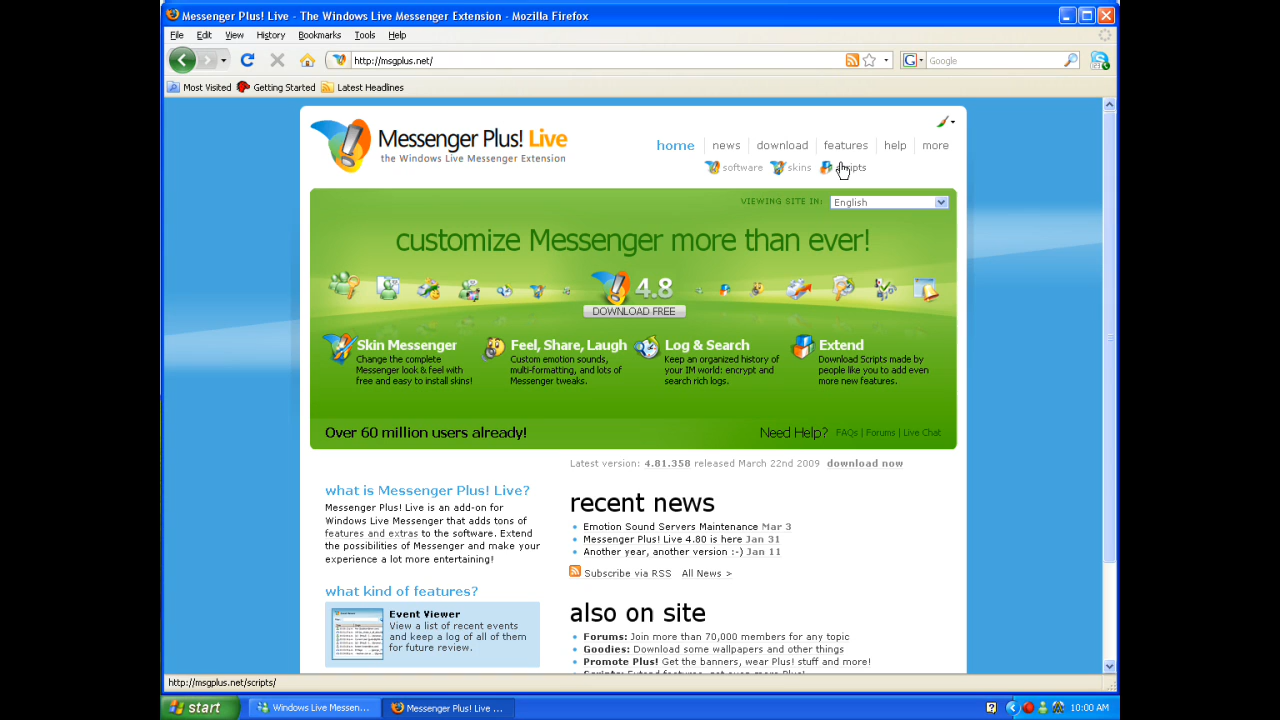 Messenger Plus! Live - The Windows Live Messenger Extension - Mozilla Firefox
File Edit View History Bookmarks Tools Help
http://msgplus.net/
Google
Most Visited Getting Started Latest Headlines
Messenger Plus! Live
the Windows Live Messenger Extension
home news download features help more
software skins scripts
VIEWING SITE IN: English
customize Messenger more than ever!
4.8
DOWNLOAD FREE
Skin Messenger
Change the complete
Messenger look & feel with
free and easy to install skins!
Feel, Share, Laugh
Custom emotion sounds,
multi-formatting, and lots of
Messenger tweaks.
Log & Search
Keep an organized history of
your IM world: encrypt and
search rich logs.
Extend
Download Scripts made by
people like you to add even
more new features.
Over 60 million users already!
Need Help? FAQs | Forums | Live Chat
Latest version: 4.81.358 released March 22nd 2009 download now
what is Messenger Plus! Live?
Messenger Plus! Live is an add-on for
Windows Live Messenger that adds tons of
features and extras to the software. Extend
the possibilities of Messenger and make your
experience a lot more entertaining!
what kind of features?
Event Viewer
View a list of recent events
and keep a log of all of them
for future review.
recent news
Emotion Sound Servers Maintenance Mar 3
Messenger Plus! Live 4.80 is here Jan 31
Another year, another version :-) Jan 11
Subscribe via RSS All News >
also on site
Forums: Join more than 70,000 members for any topic
Goodies: Download some wallpapers and other things
Promote Plus! Get the banners, wear Plus! stuff and more!
http://msgplus.net/scripts/
start
Windows Live Messen...
Messenger Plus! Live ...
10:00 AM